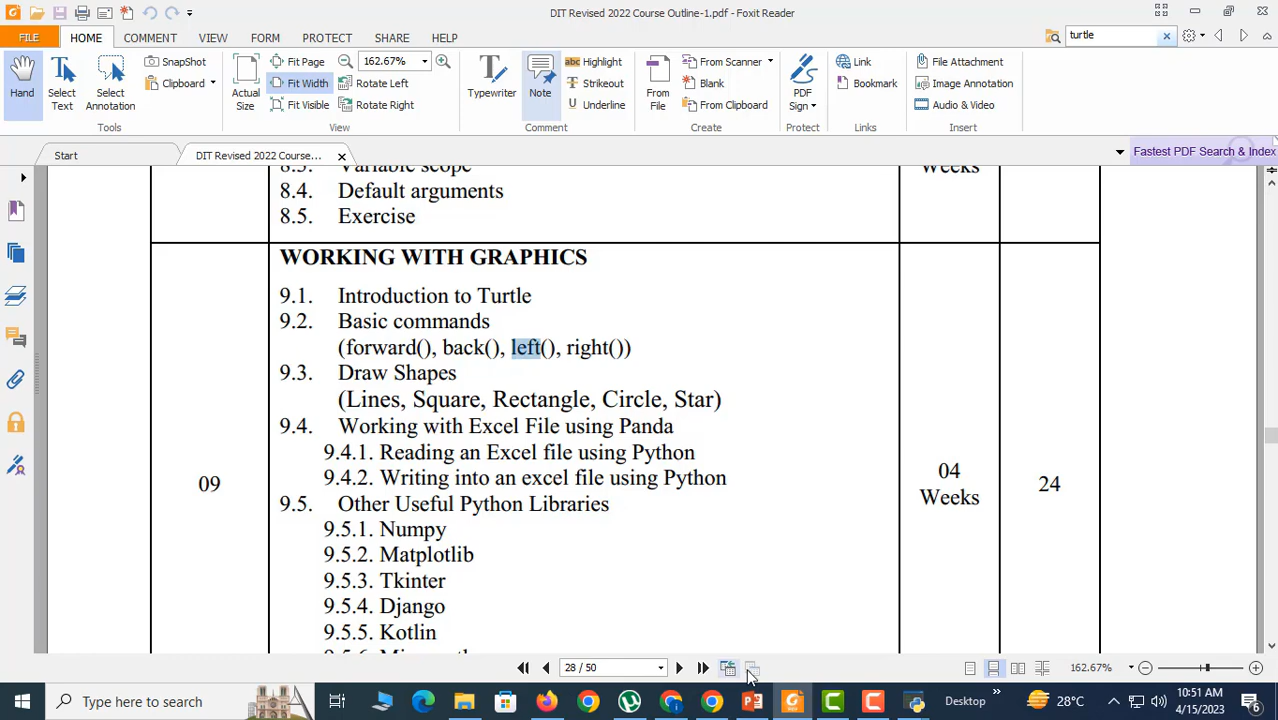 DIT Revised 2022 Course Outline-1.pdf - Foxit Reader
FILE HOME COMMENT VIEW FORM PROTECT SHARE HELP
turtle
Hand
Select Text
Select Annotation
SnapShot
Clipboard
Tools
Actual Size
Fit Page
Fit Width
Fit Visible
162.67%
Rotate Left
Rotate Right
View
Typewriter
Note
Highlight
Strikeout
Underline
Comment
From File
From Scanner
Blank
From Clipboard
Create
PDF Sign
Protect
Link
Bookmark
Links
File Attachment
Image Annotation
Audio & Video
Insert
Start
DIT Revised 2022 Course...
Fastest PDF Search & Index
8.3. Variable scope
Weeks
8.4. Default arguments
8.5. Exercise
WORKING WITH GRAPHICS
9.1. Introduction to Turtle
9.2. Basic commands
(forward(), back(), left(), right())
9.3. Draw Shapes
(Lines, Square, Rectangle, Circle, Star)
9.4. Working with Excel File using Panda
9.4.1. Reading an Excel file using Python
9.4.2. Writing into an excel file using Python
09
04
Weeks
24
9.5. Other Useful Python Libraries
9.5.1. Numpy
9.5.2. Matplotlib
9.5.3. Tkinter
9.5.4. Django
9.5.5. Kotlin
28 / 50
162.67%
Type here to search
Desktop
28°C
10:51 AM
4/15/2023
6